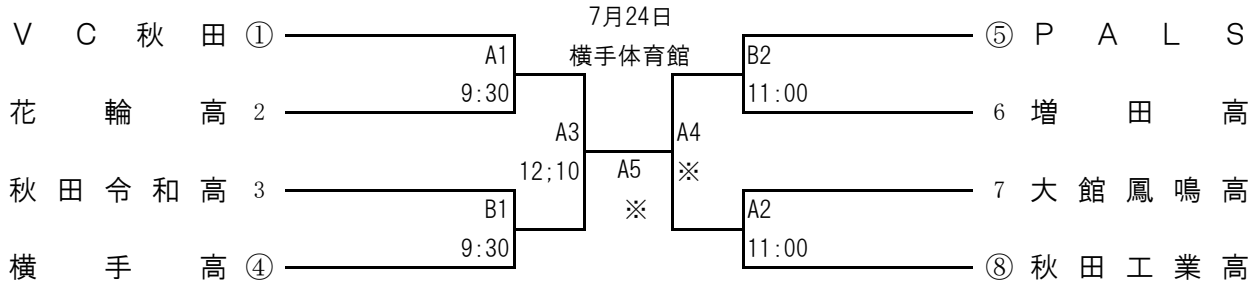 7月24日
横手体育館
VC秋田 ① A1 B2 ⑤ PALS
9:30 11:00
花輪高 2 6 増田高
A3 A4
12;10 A5 ※
秋田令和高 3 7 大館鳳鳴高
B1 ※ A2
9:30 11:00
横手高 ④ ⑧ 秋田工業高